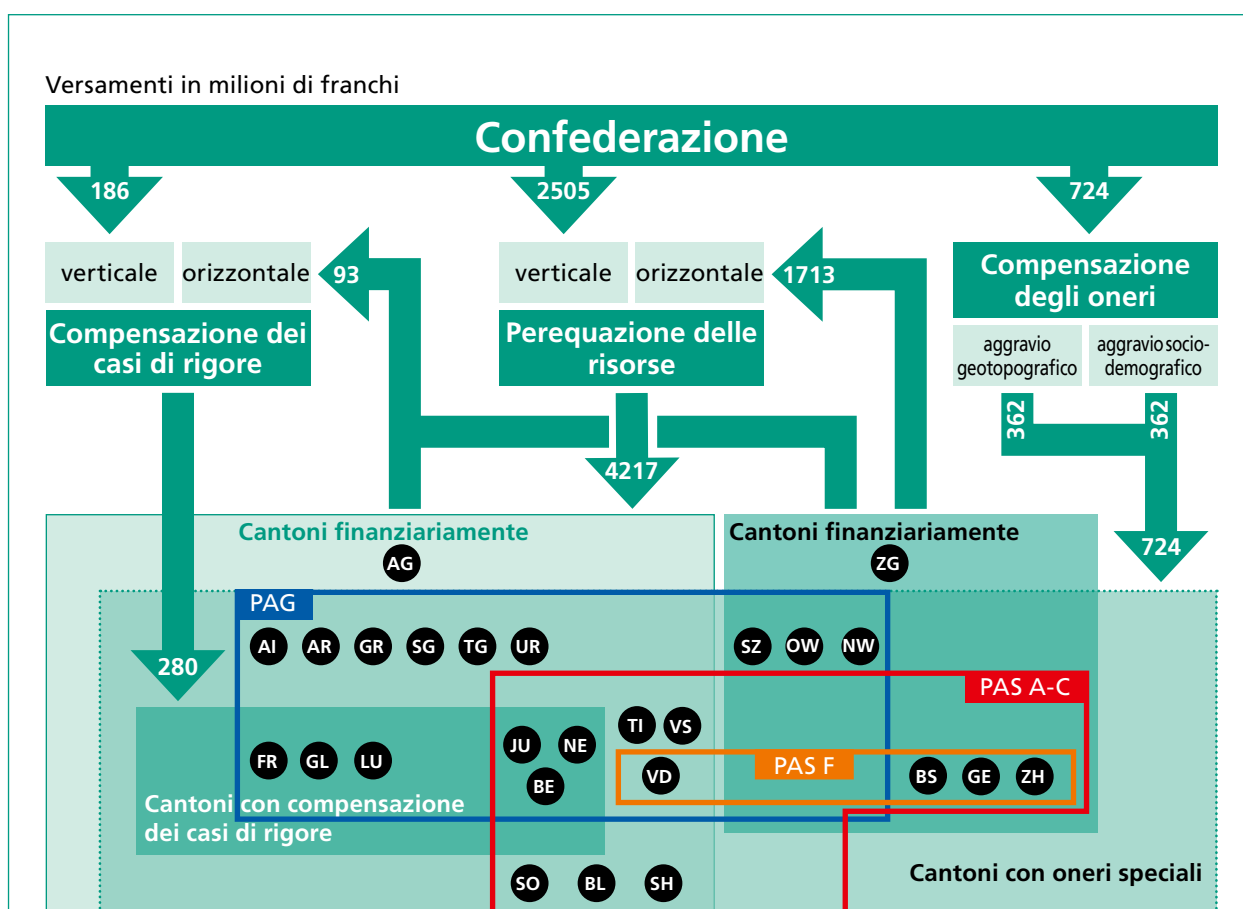 Versamenti in milioni di franchi
Confederazione
186
2505
724
verticale
orizzontale
93
verticale
orizzontale
1713
Compensazione
degli oneri
Compensazione dei
casi di rigore
Perequazione delle
risorse
aggravio
geotopografico
aggravio socio-
demografico
362
362
4217
Cantoni finanziariamente
Cantoni finanziariamente
724
AG
ZG
PAG
AI AR GR SG TG UR
SZ OW NW
280
PAS A-C
TI VS
JU NE
FR GL LU
PAS F
VD
BS GE ZH
BE
Cantoni con compensazione
dei casi di rigore
Cantoni con oneri speciali
SO BL SH